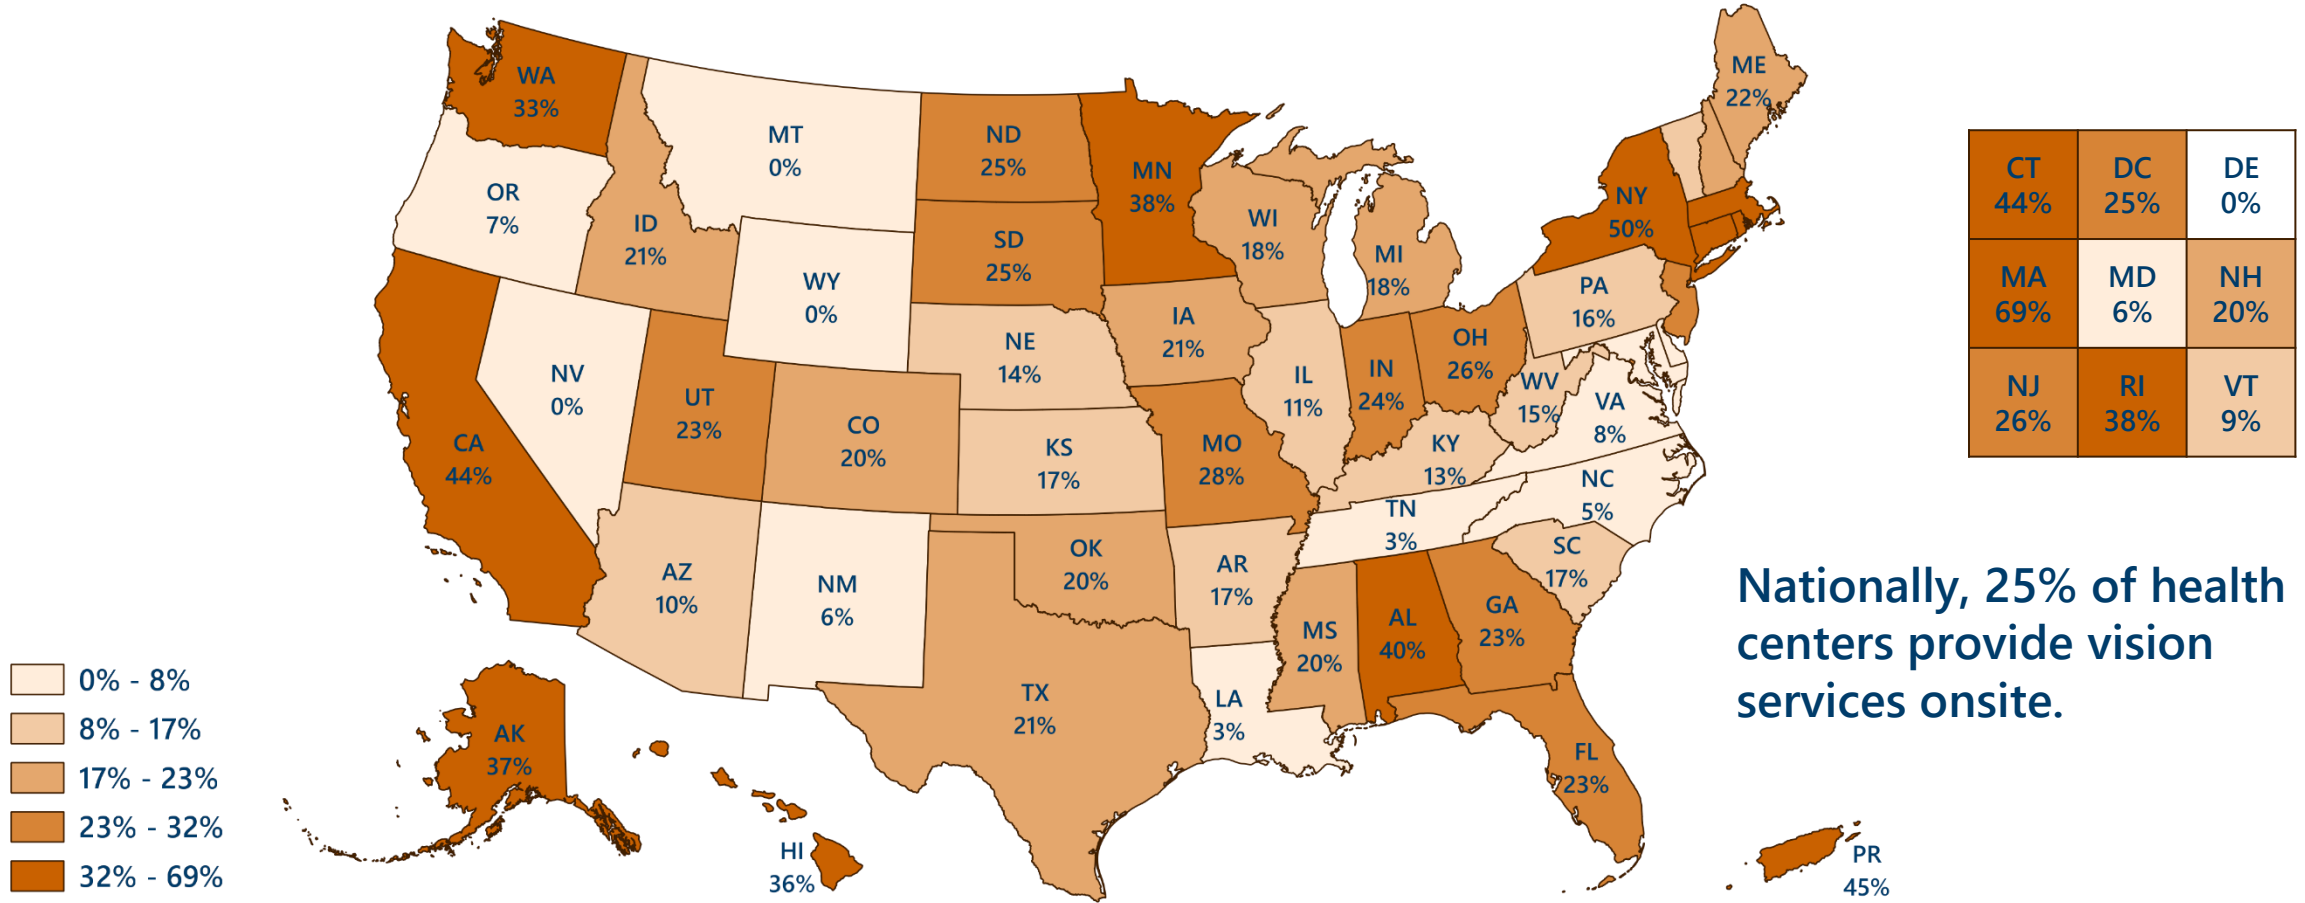 WA
33%
OR
7%
CA
44%
NV
0%
ID
21%
MT
0%
WY
0%
UT
23%
CO
20%
AZ
10%
NM
6%
ND
25%
SD
25%
NE
14%
KS
17%
OK
20%
TX
21%
MN
38%
IA
21%
MO
28%
AR
17%
LA
3%
WI
18%
IL
11%
MI
18%
IN
24%
OH
26%
KY
13%
TN
3%
MS
20%
AL
40%
GA
23%
FL
23%
SC
17%
NC
5%
VA
8%
WV
15%
PA
16%
NY
50%
ME
22%
AK
37%
HI
36%
PR
45%
CT
44%
DC
25%
DE
0%
MA
69%
MD
6%
NH
20%
NJ
26%
RI
38%
VT
9%
Nationally, 25% of health
centers provide vision
services onsite.
0% - 8%
8% - 17%
17% - 23%
23% - 32%
32% - 69%